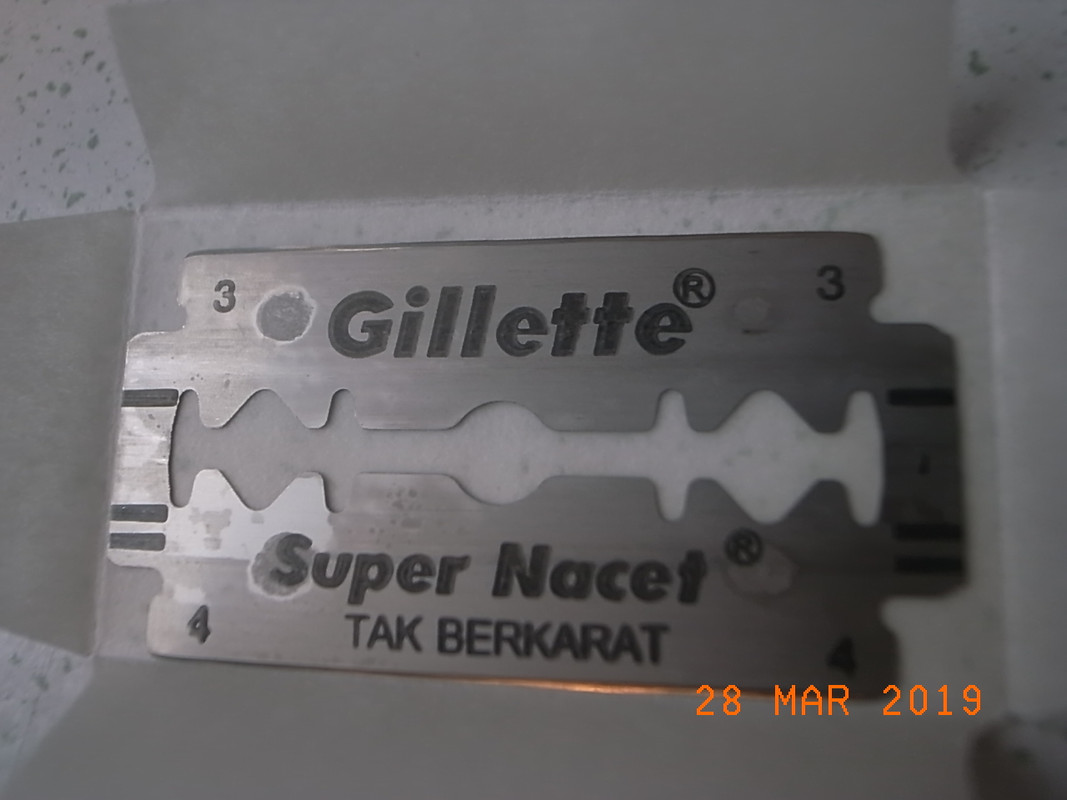 3 Gillette® 3
Super Nacet®
4 TAK BERKARAT 4
28 MAR 2019